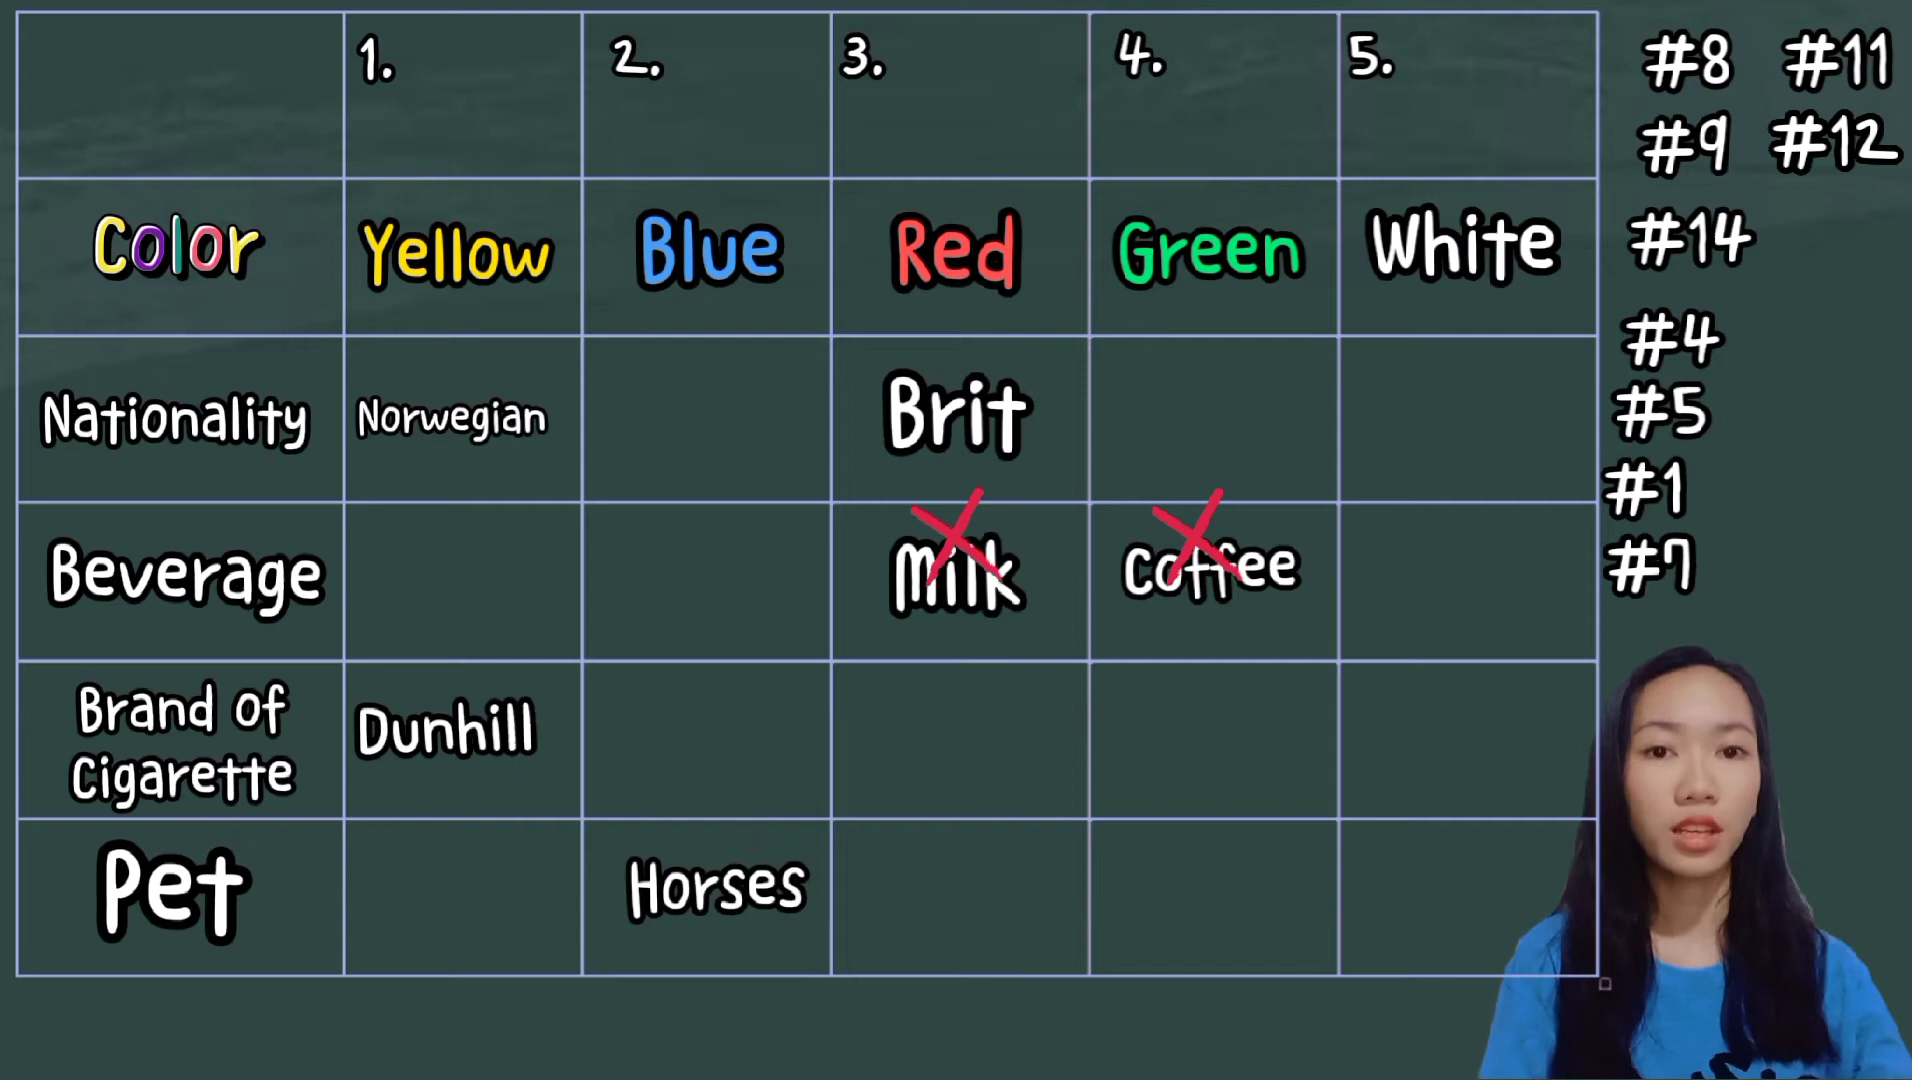 1. 2. 3. 4. 5.
Color Yellow Blue Red Green White
Nationality Norwegian Brit
Beverage Milk Coffee
Brand of
Cigarette Dunhill
Pet Horses
#8 #11
#9 #12
#14
#4
#5
#1
#7